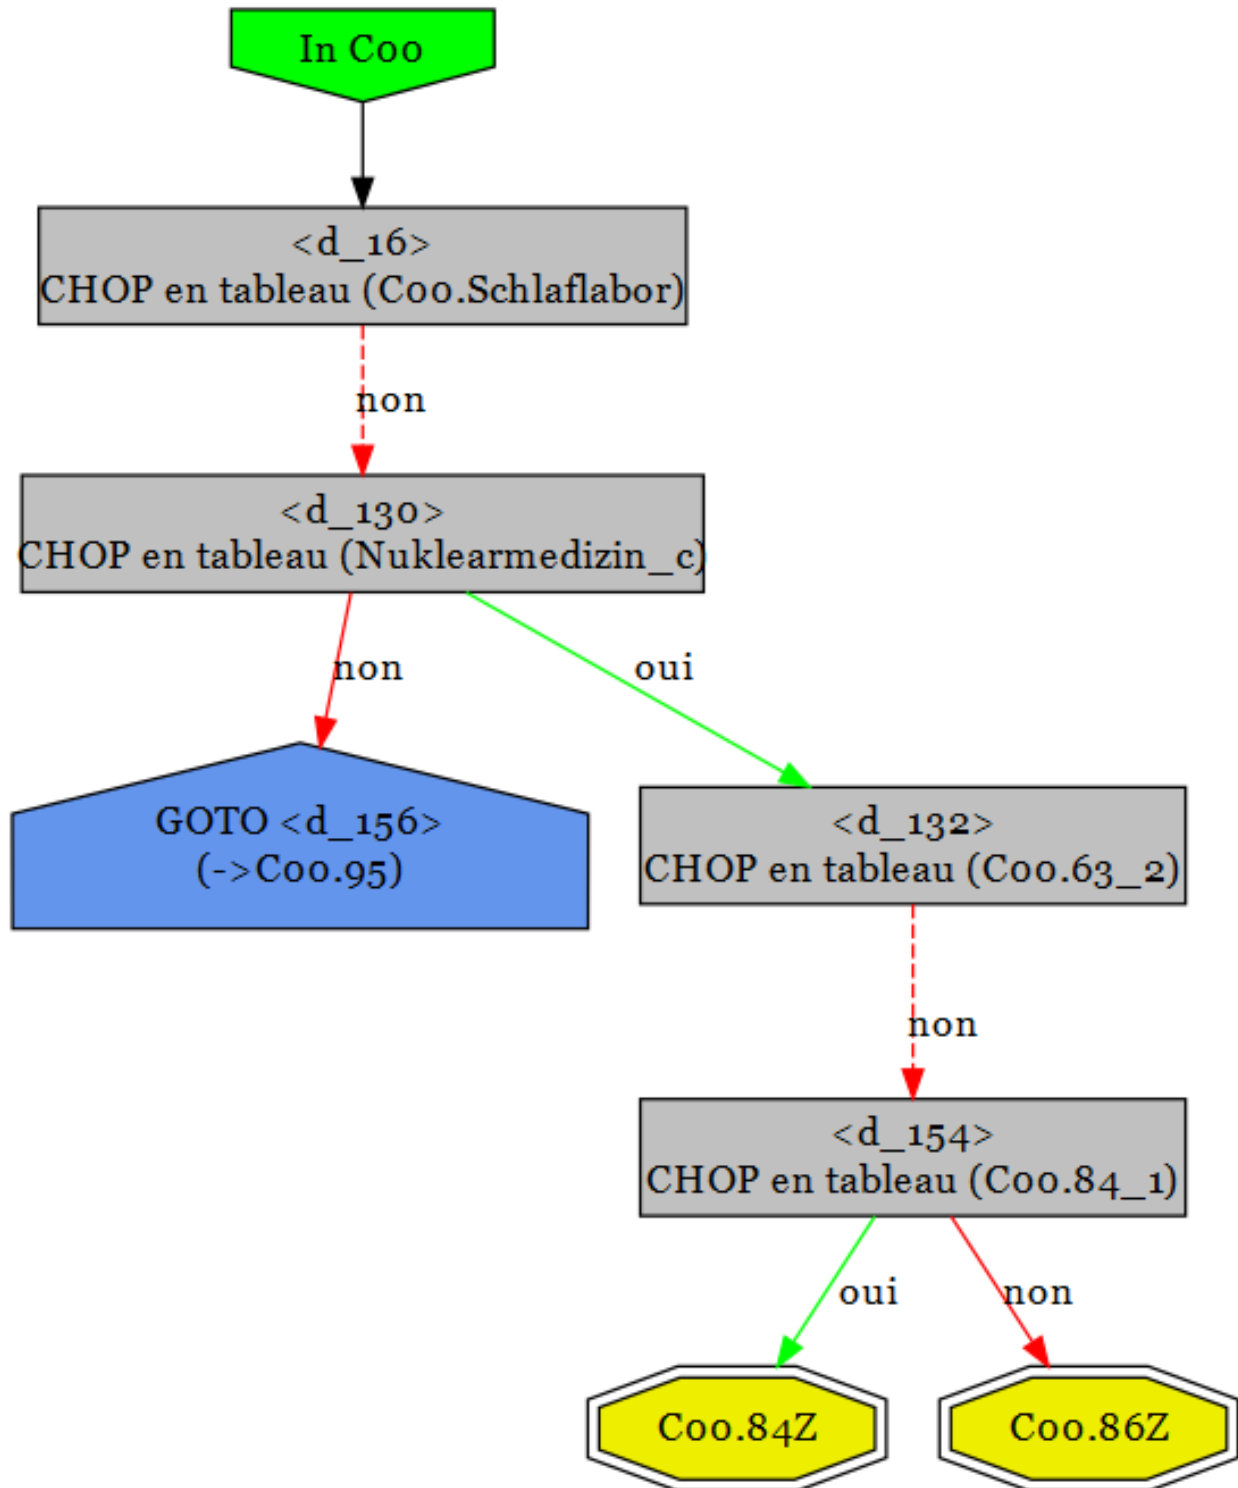 In C00
<d_16>
CHOP en tableau (C00.Schlaflabor)
non
<d_130>
CHOP en tableau (Nuklearmedizin_c)
non
oui
GOTO <d_156>
(->C00.95)
<d_132>
CHOP en tableau (C00.63_2)
non
<d_154>
CHOP en tableau (C00.84_1)
oui
non
C00.84Z
C00.86Z